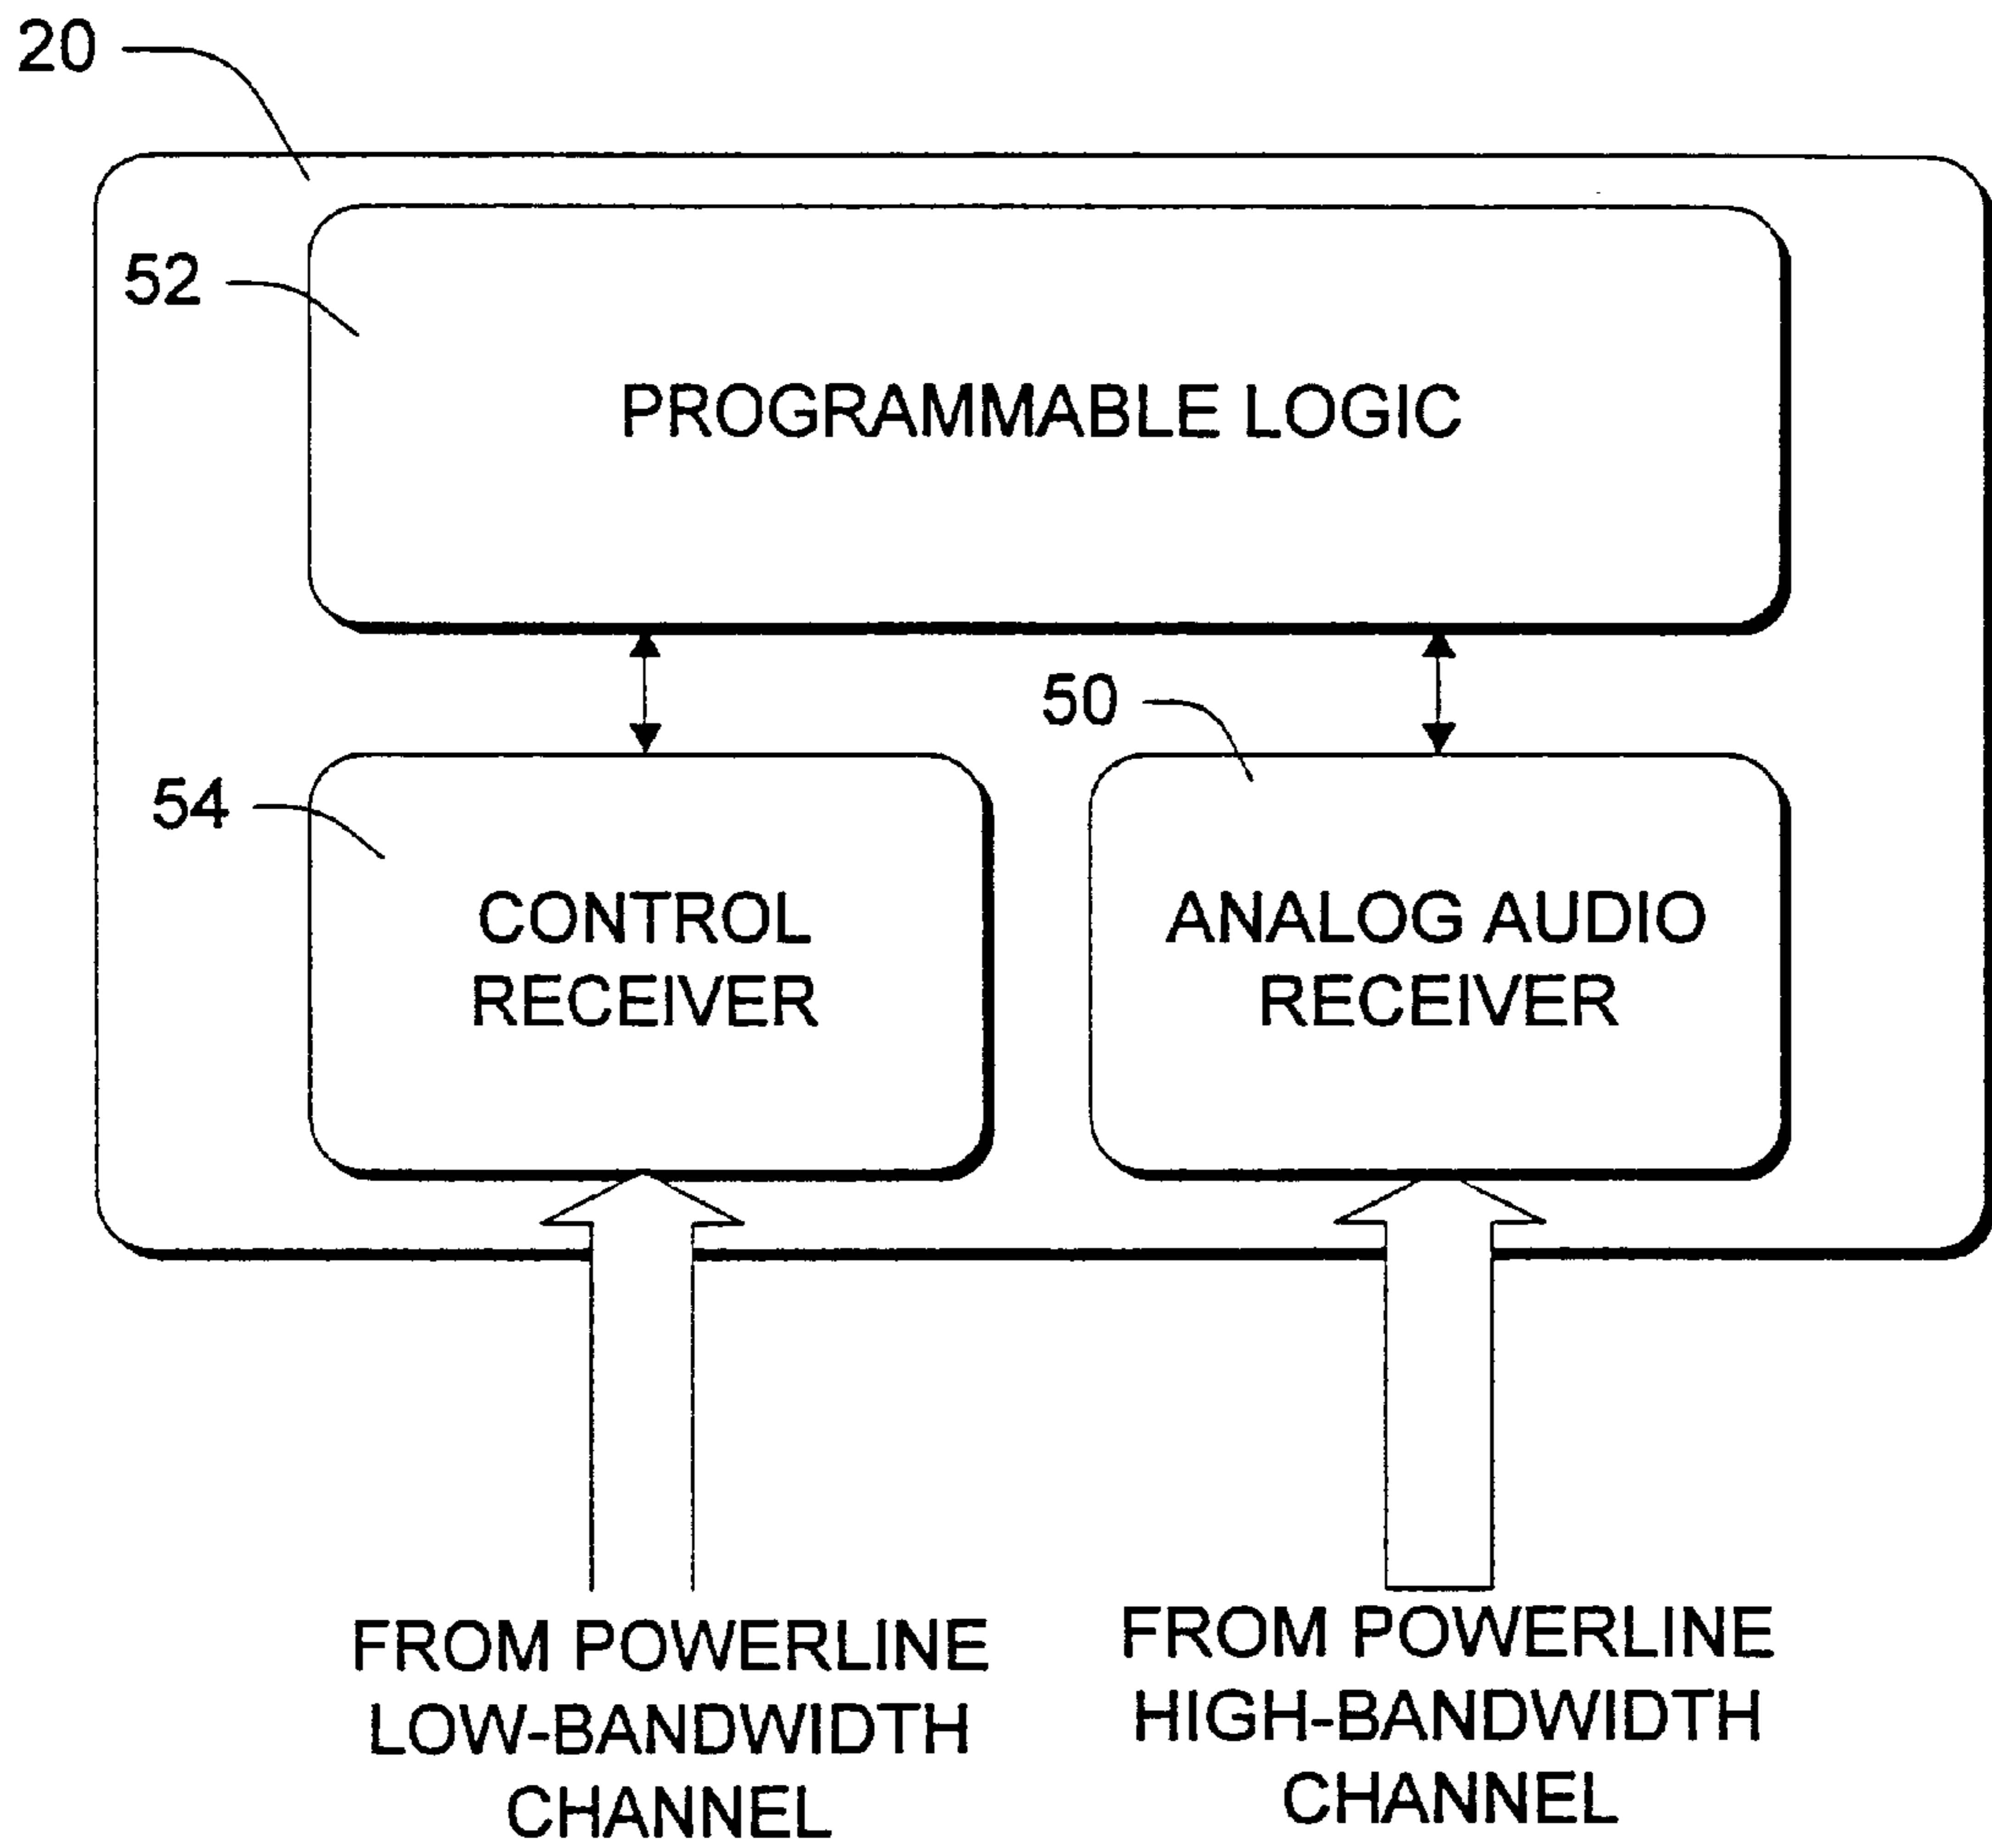 20
52
PROGRAMMABLE LOGIC
50
54
CONTROL
RECEIVER
ANALOG AUDIO
RECEIVER
FROM POWERLINE
LOW-BANDWIDTH
CHANNEL
FROM POWERLINE
HIGH-BANDWIDTH
CHANNEL